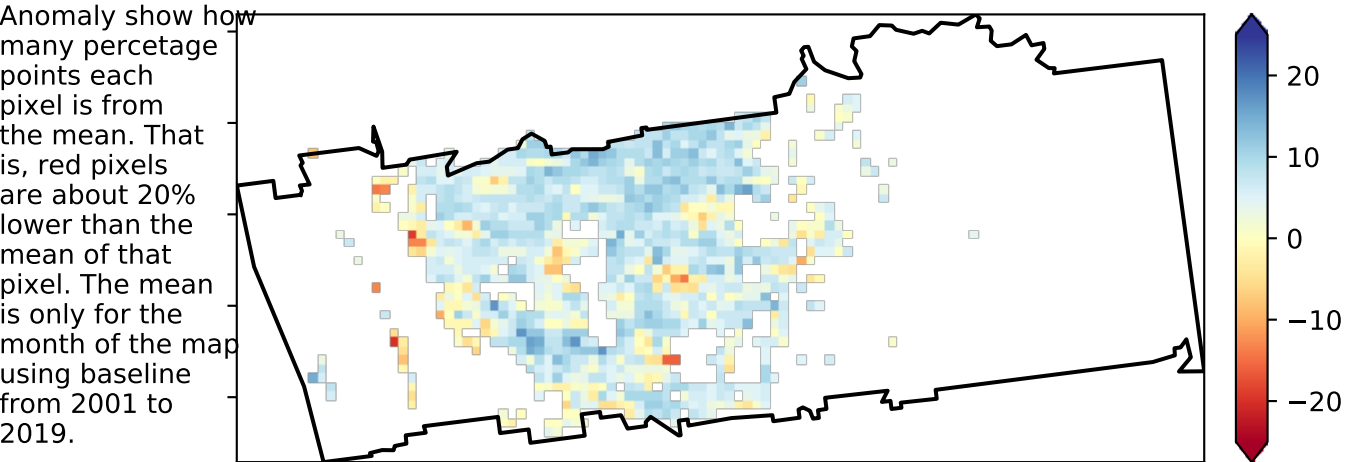 Anomaly show how
many percetage
points each
pixel is from
the mean. That
is, red pixels
are about 20%
lower than the
mean of that
pixel. The mean
is only for the
month of the map
using baseline
from 2001 to
2019.
20
10
0
−10
−20